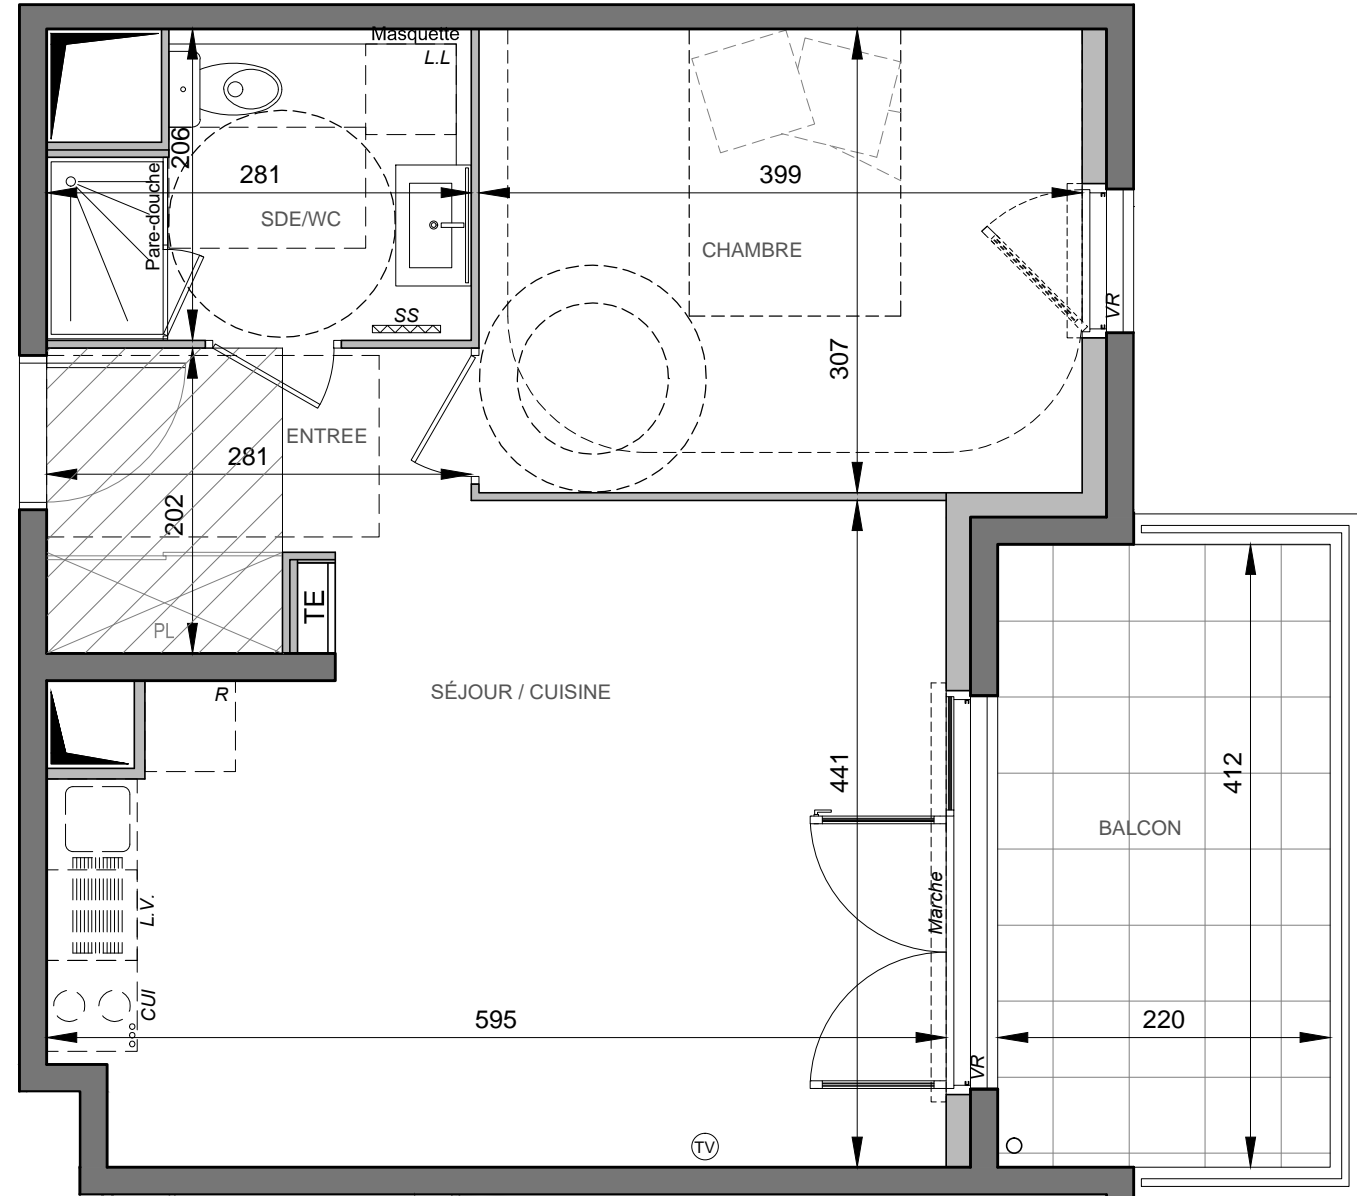 Masquette
L.L
206
281
399
Pare-douche
SDE/WC
CHAMBRE
VR
SS
307
ENTREE
281
202
TE
PL
R
SÉJOUR / CUISINE
441
412
BALCON
L.V.
Marche
CUI
595
220
VR
TV